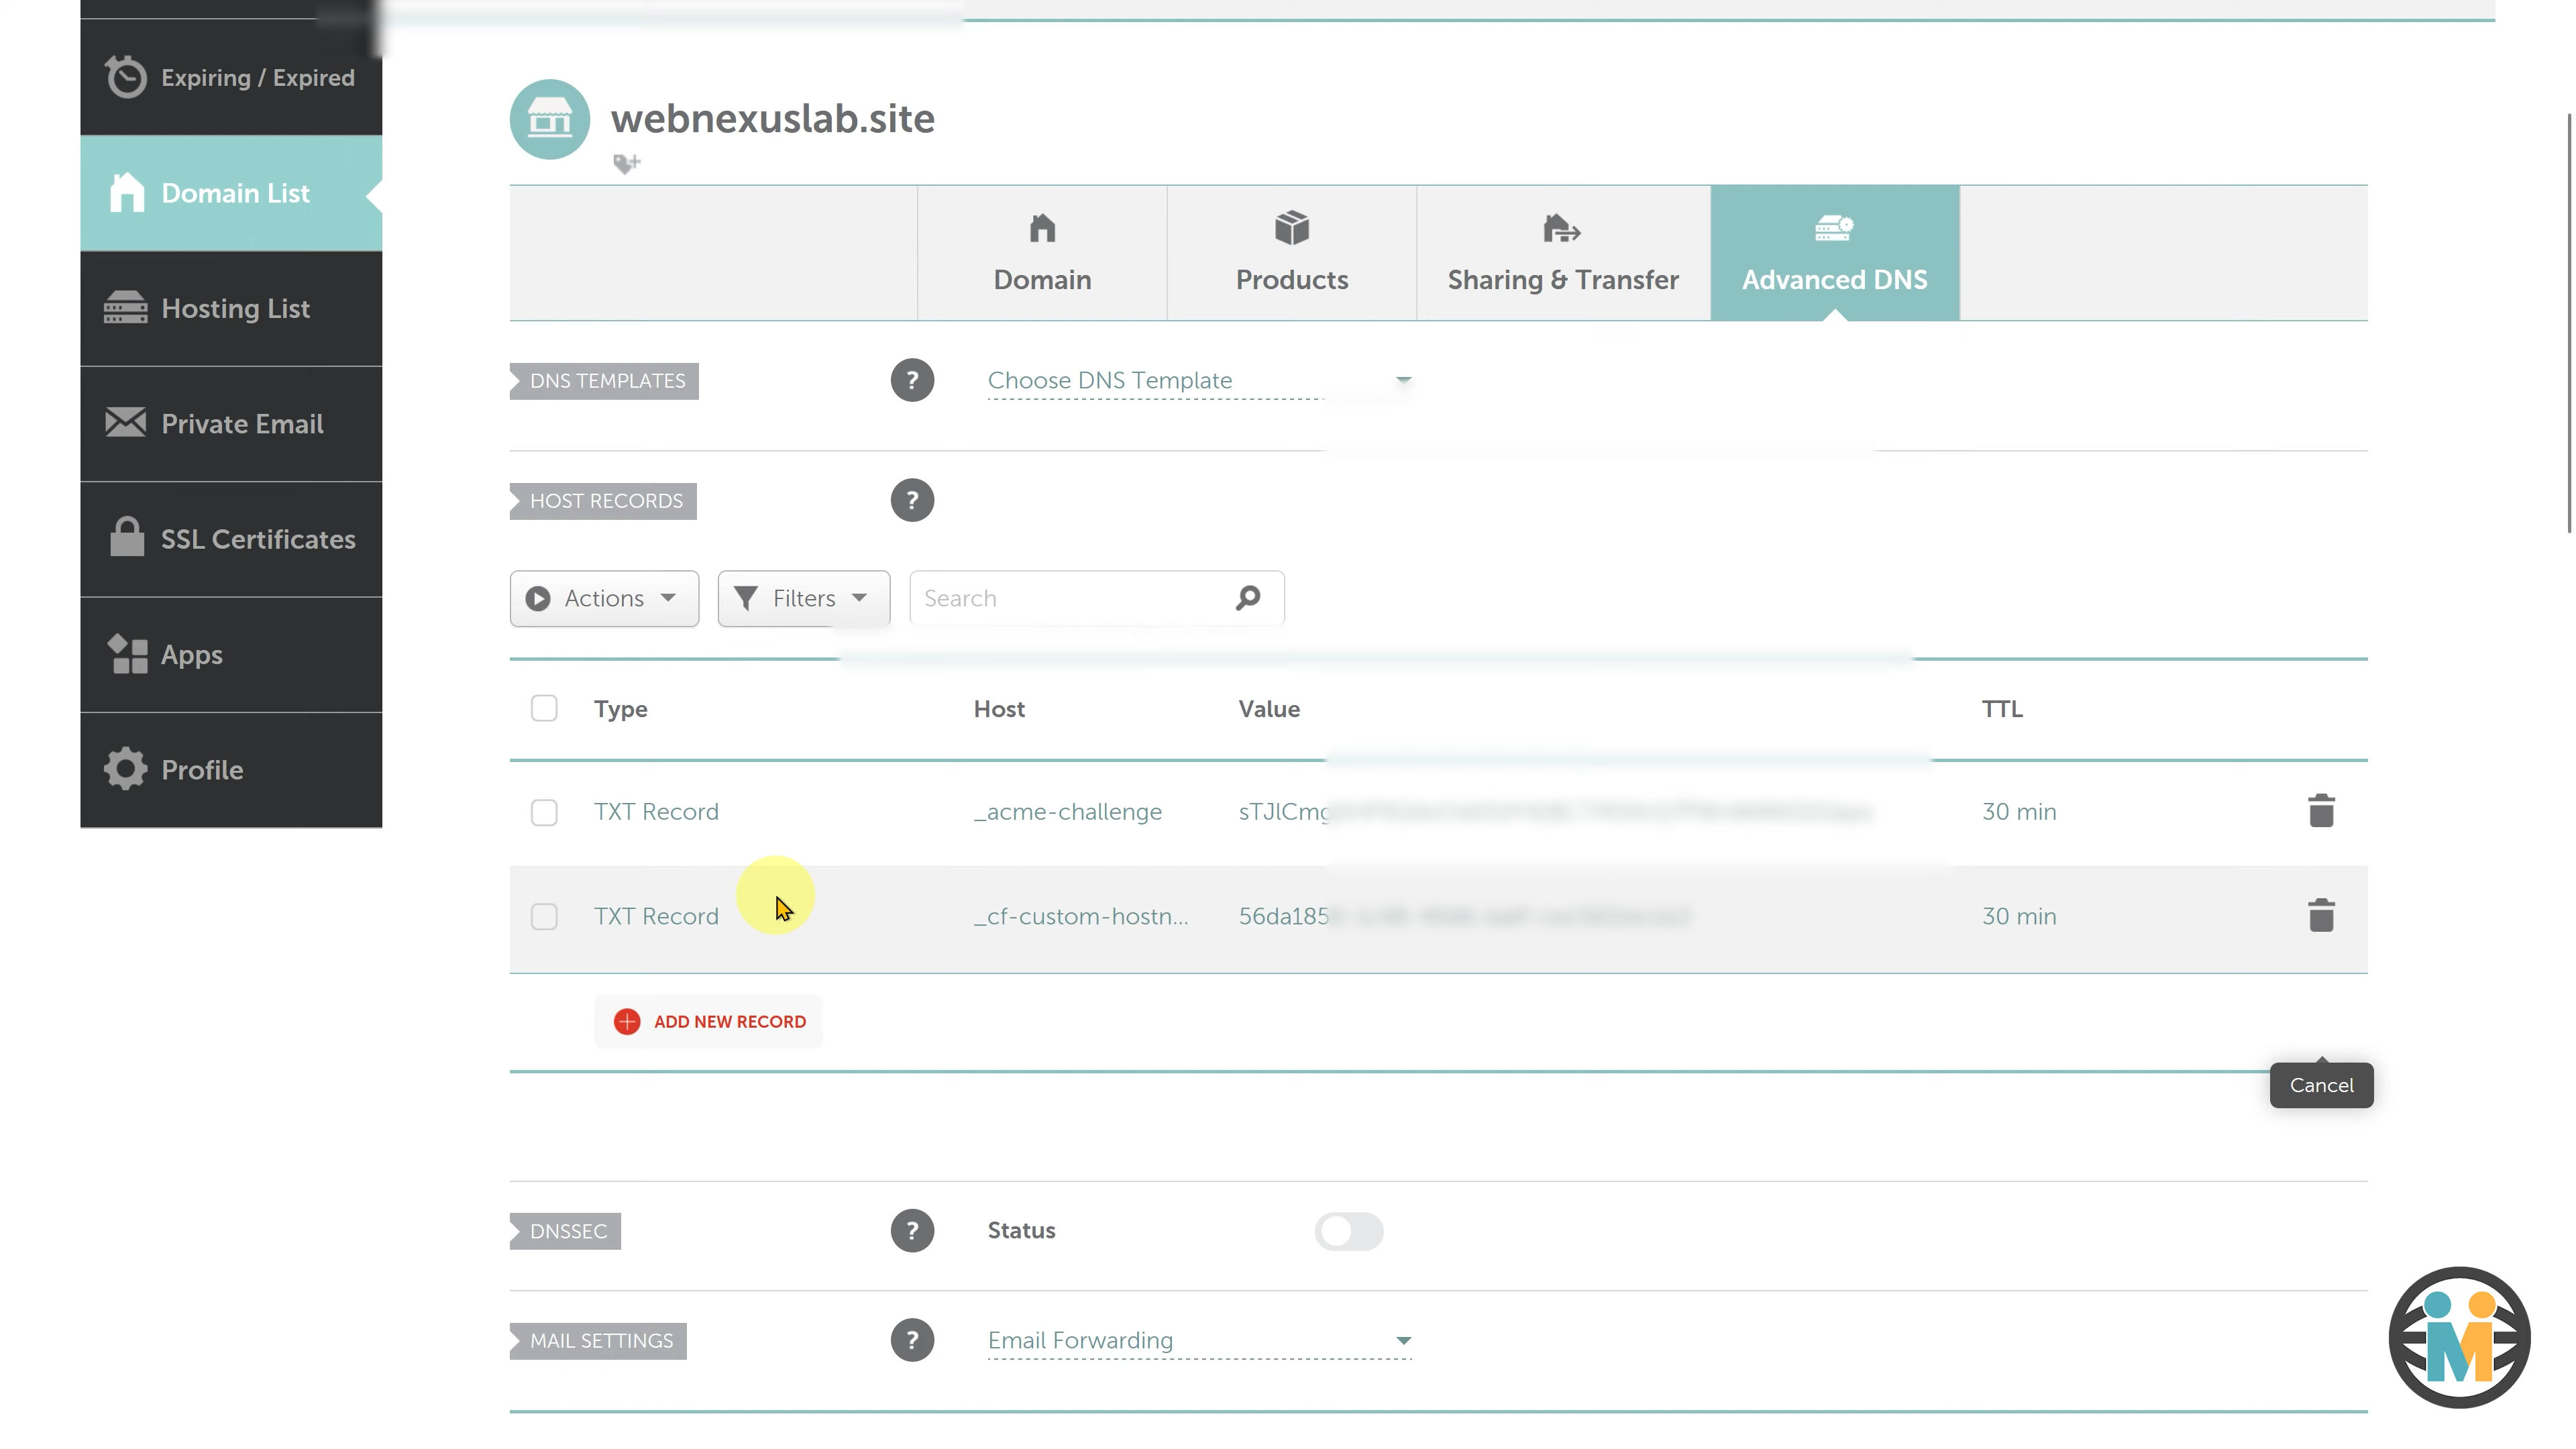 Expiring / Expired
Domain List
Hosting List
Private Email
SSL Certificates
Apps
Profile
webnexuslab.site
Domain
Products
Sharing & Transfer
Advanced DNS
DNS TEMPLATES
?
Choose DNS Template
HOST RECORDS
?
Actions
Filters
Search
Type Host Value TTL
TXT Record _acme-challenge sTJlCmg 30 min
TXT Record _cf-custom-hostn... 56da185 30 min
ADD NEW RECORD
Cancel
DNSSEC
?
Status
MAIL SETTINGS
?
Email Forwarding
M